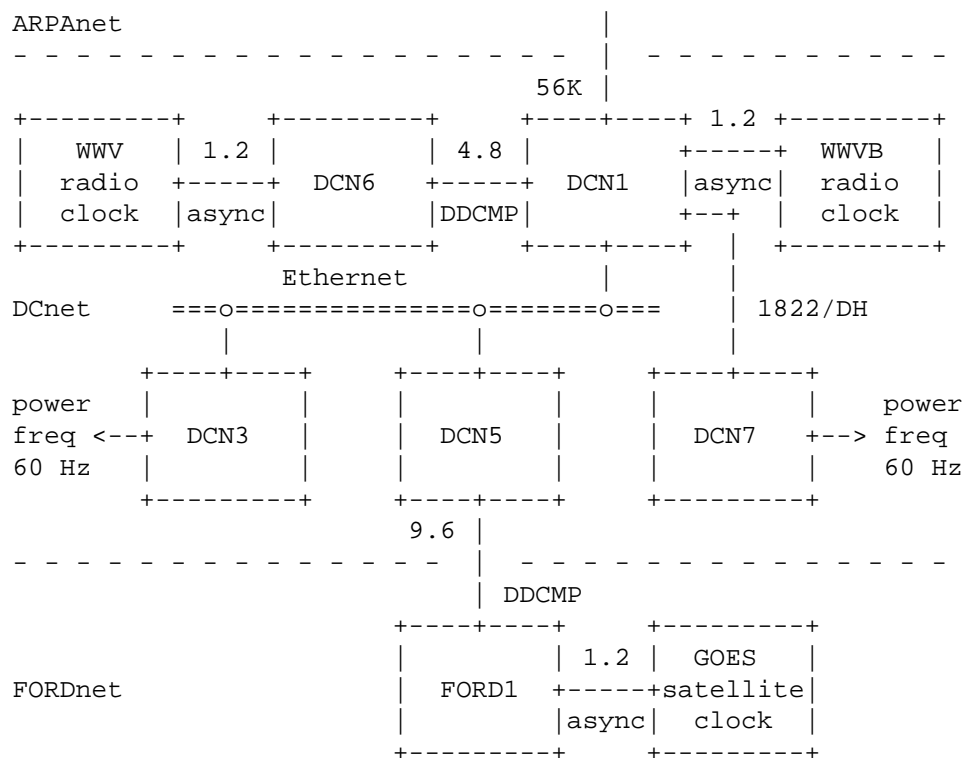 ARPAnet
56K
1.2
WWV 1.2 4.8 WWVB
radio DCN6 DCN1 async radio
clock async DDCMP clock
Ethernet
DCnet 1822/DH
power power
freq DCN3 DCN5 DCN7 freq
60 Hz 60 Hz
9.6
DDCMP
1.2 GOES
FORDnet FORD1 satellite
async clock